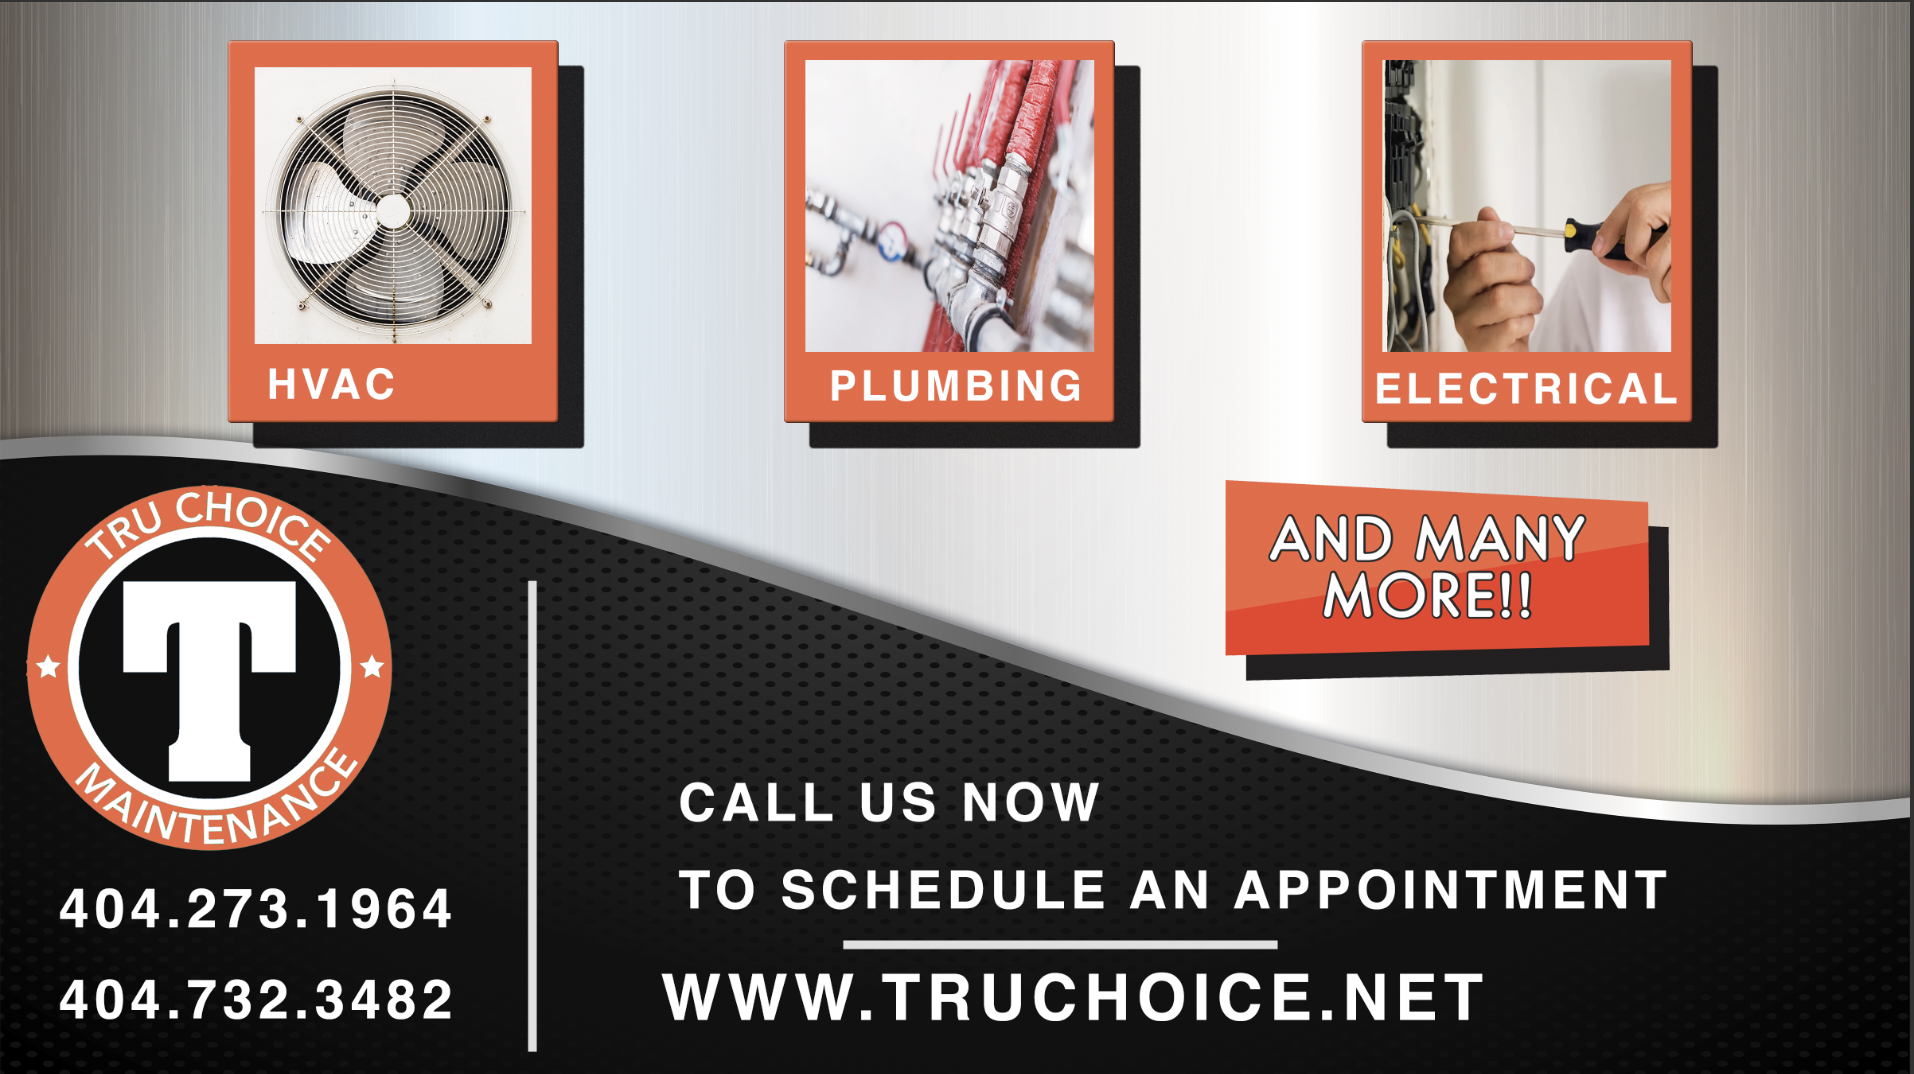 HVAC
PLUMBING
ELECTRICAL
AND MANY
MORE!!
TRU CHOICE
T
MAINTENANCE
404.273.1964
404.732.3482
CALL US NOW
TO SCHEDULE AN APPOINTMENT
WWW.TRUCHOICE.NET